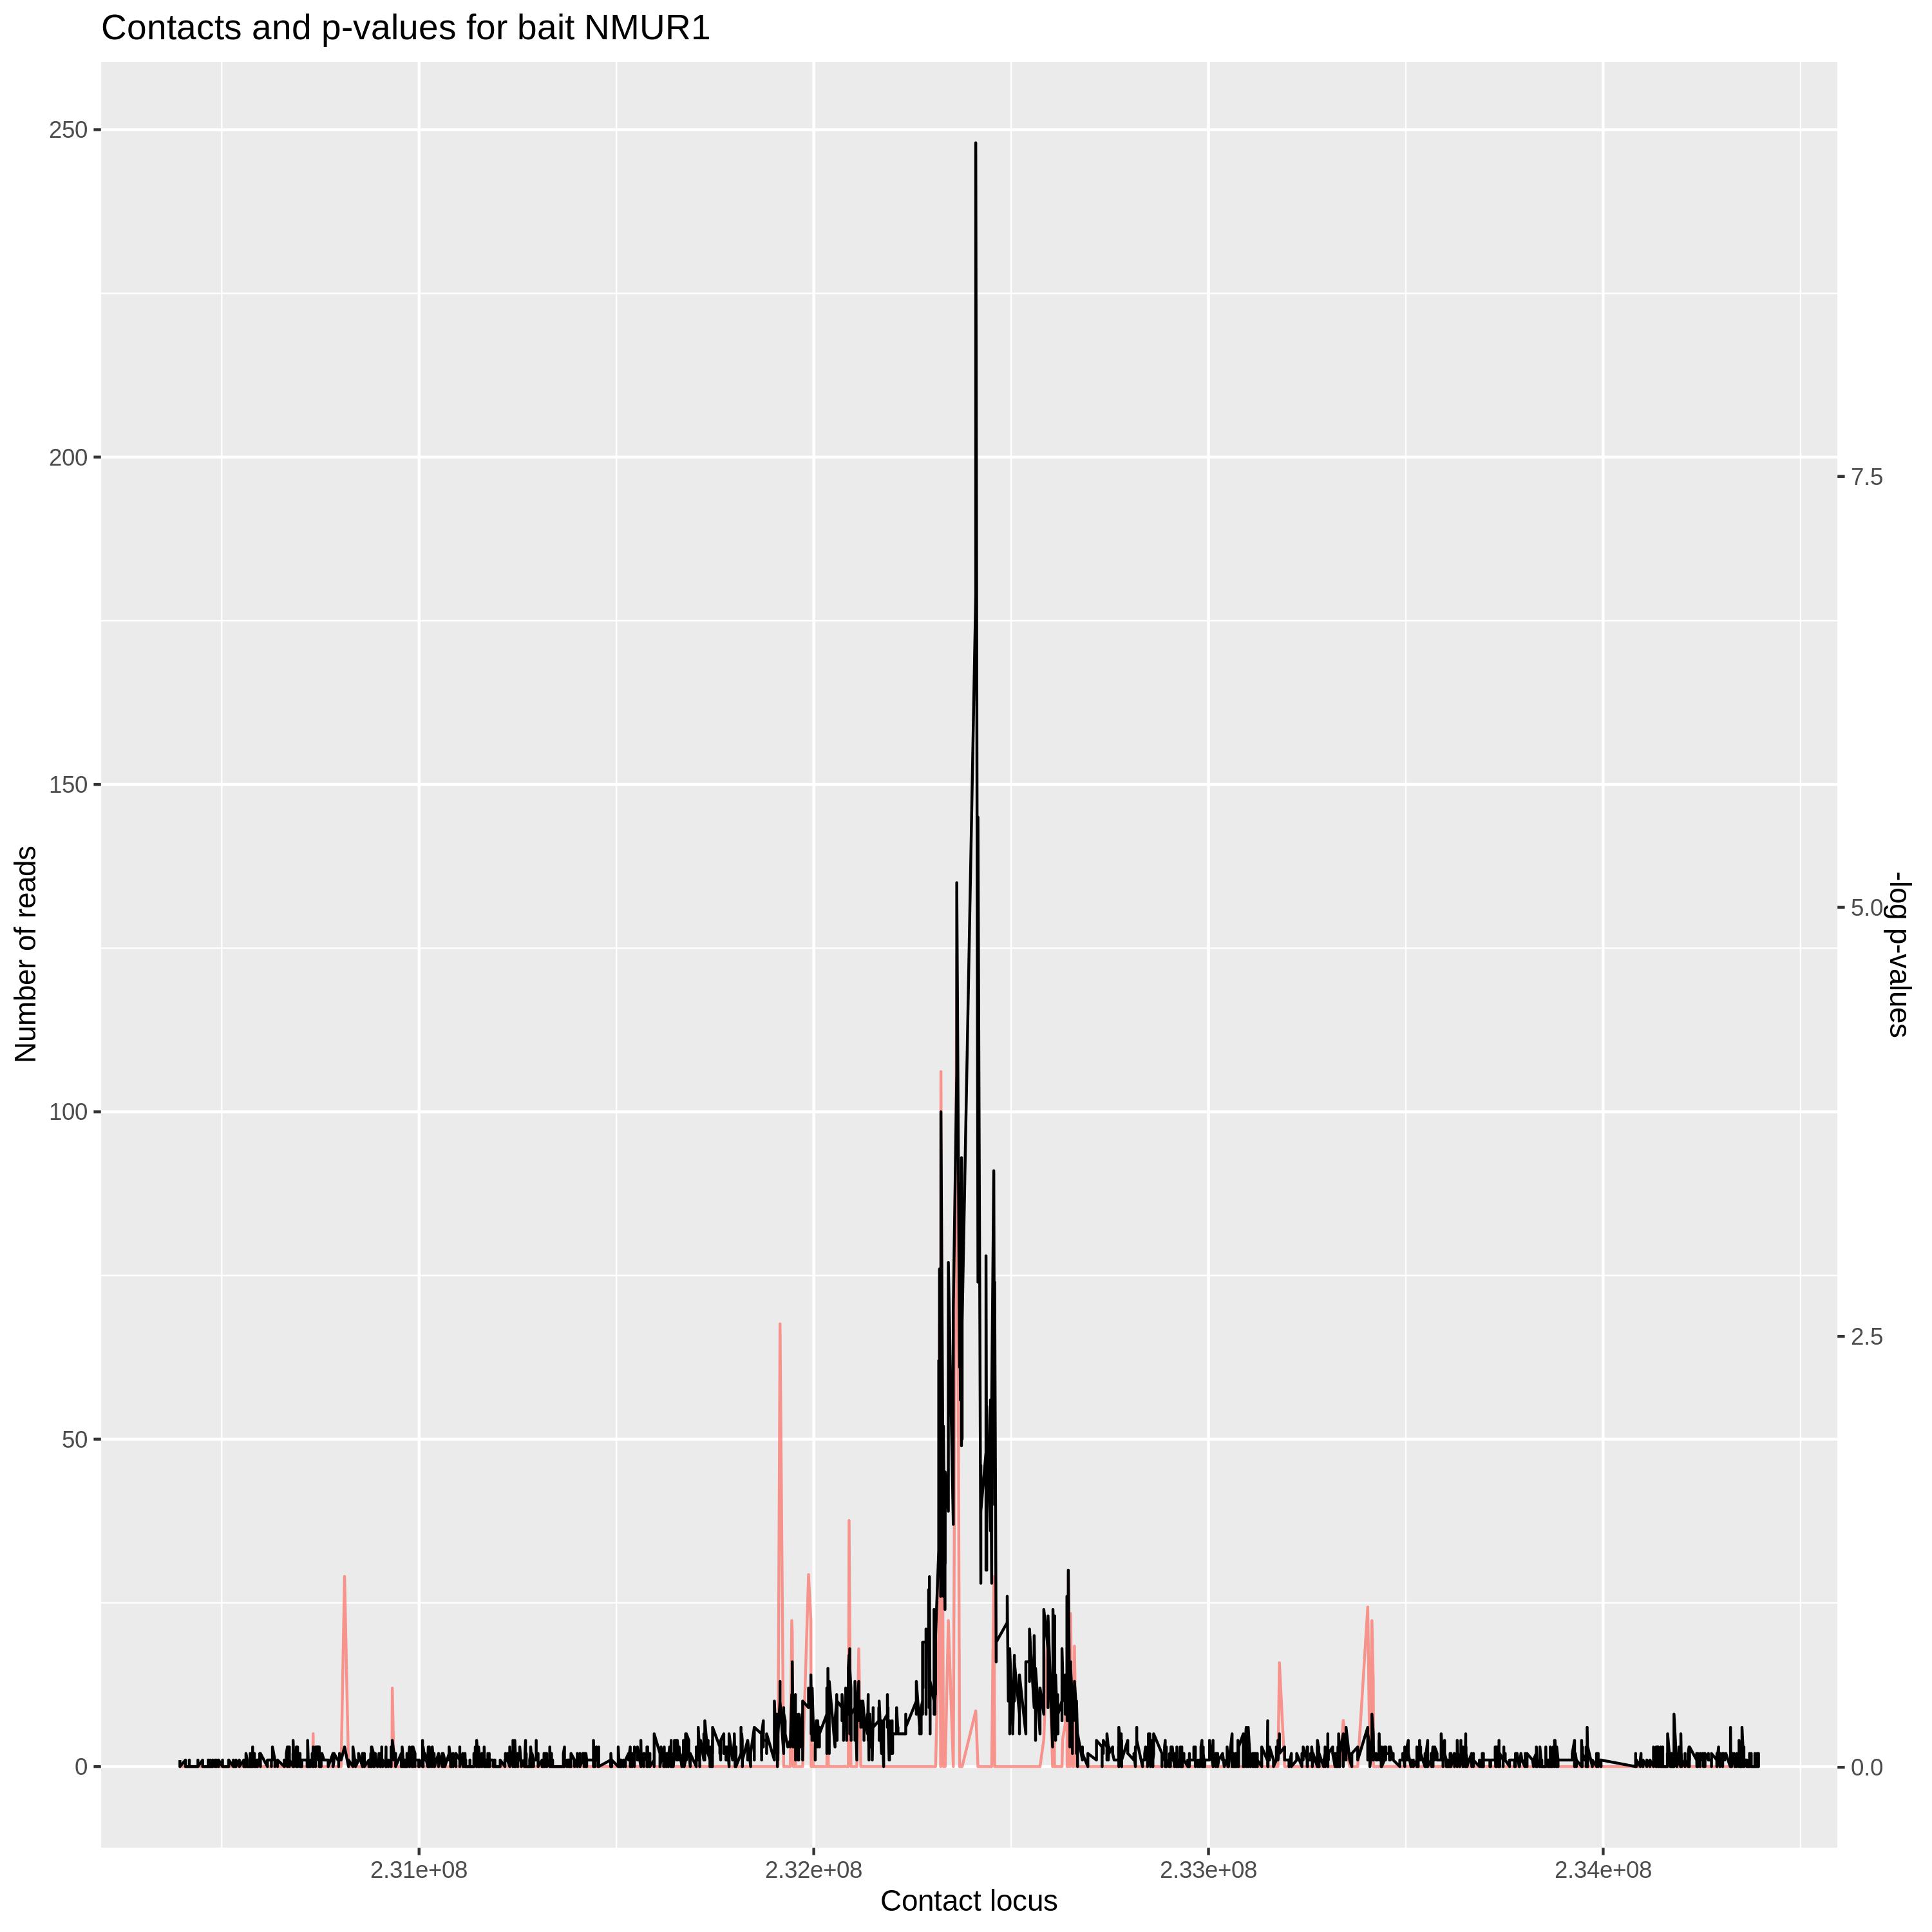 Contacts and p-values for bait NMUR1
250
200
150
100
50
0
Number of reads
7.5
5.0
2.5
0.0
-log p-values
2.31e+08
2.32e+08
2.33e+08
2.34e+08
Contact locus